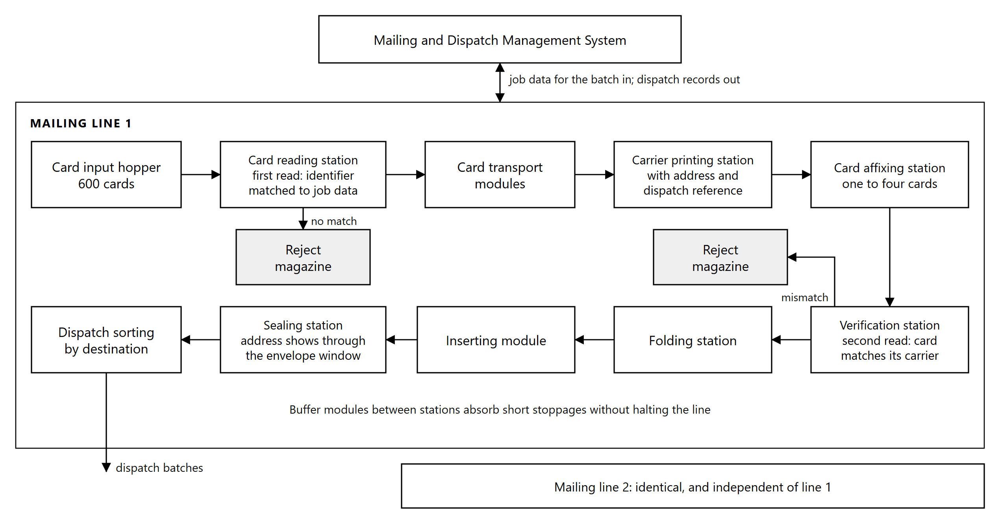 Mailing and Dispatch Management System
job data for the batch in; dispatch records out
MAILING LINE 1
Card input hopper
600 cards
Card reading station
first read: identifier
matched to job data
Card transport
modules
Carrier printing station
with address and
dispatch reference
Card affixing station
one to four cards
no match
Reject
magazine
Reject
magazine
mismatch
Dispatch sorting
by destination
Sealing station
address shows through
the envelope window
Inserting module
Folding station
Verification station
second read: card
matches its carrier
Buffer modules between stations absorb short stoppages without halting the line
dispatch batches
Mailing line 2: identical, and independent of line 1